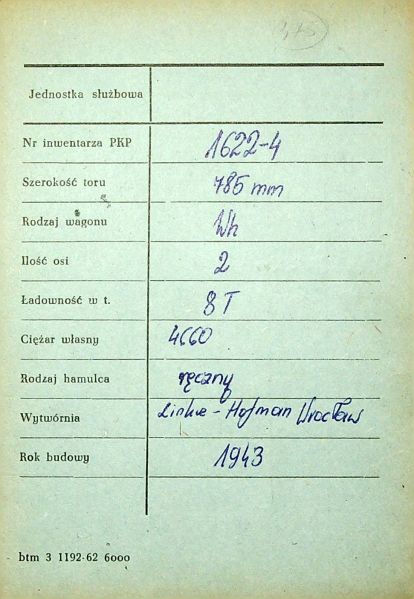 475
Jednostka służbowa
Nr inwentarza PKP 1622-4
Szerokość toru 785 mm
Rodzaj wagonu Wh
Ilość osi 2
Ładowność w t. 8 T
Ciężar własny 4660
Rodzaj hamulca ręczny
Wytwórnia Linke-Hofman Wrocław
Rok budowy 1943
btm 3 1192-62 6000